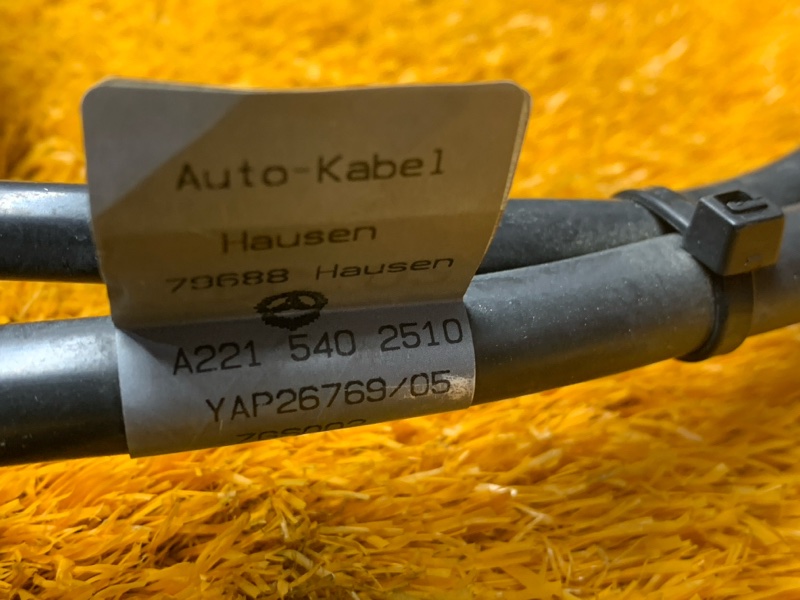 Auto-Kabel
Hausen
79688 Hausen
A221 540 2510
YAP26769/05